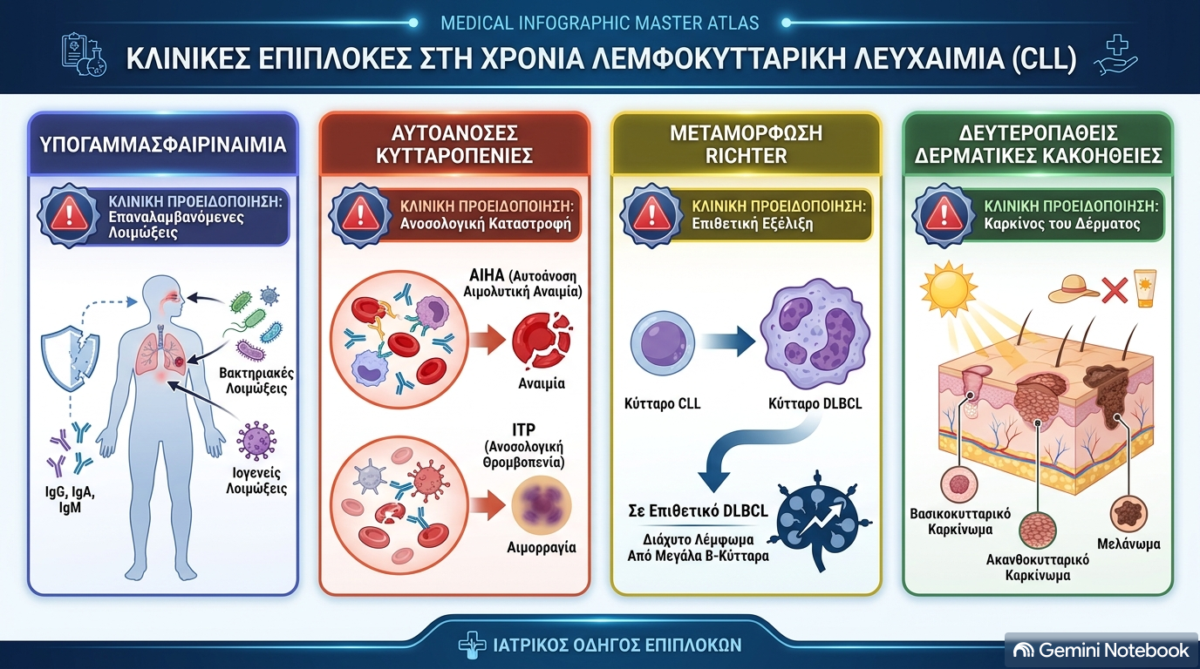 MEDICAL INFOGRAPHIC MASTER ATLAS
ΚΛΙΝΙΚΕΣ ΕΠΙΠΛΟΚΕΣ ΣΤΗ ΧΡΟΝΙΑ ΛΕΜΦΟΚΥΤΤΑΡΙΚΗ ΛΕΥΧΑΙΜΙΑ (CLL)
ΥΠΟΓΑΜΜΑΣΦΑΙΡΙΝΑΙΜΙΑ
ΚΛΙΝΙΚΗ ΠΡΟΕΙΔΟΠΟΙΗΣΗ:
Επαναλαμβανόμενες
Λοιμώξεις
Βακτηριακές
Λοιμώξεις
Ιογενείς
Λοιμώξεις
IgG, IgA,
IgM
ΑΥΤΟΑΝΟΣΕΣ
ΚΥΤΤΑΡΟΠΕΝΙΕΣ
ΚΛΙΝΙΚΗ ΠΡΟΕΙΔΟΠΟΙΗΣΗ:
Ανοσολογική Καταστροφή
AIHA (Αυτοάνοση
Αιμολυτική Αναιμία)
Αναιμία
ITP
(Ανοσολογική
Θρομβοπενία)
Αιμορραγία
ΜΕΤΑΜΟΡΦΩΣΗ
RICHTER
ΚΛΙΝΙΚΗ ΠΡΟΕΙΔΟΠΟΙΗΣΗ:
Επιθετική Εξέλιξη
Κύτταρο CLL
Κύτταρο DLBCL
Σε Επιθετικό DLBCL
Διάχυτο Λέμφωμα
Από Μεγάλα Β-Κύτταρα
ΔΕΥΤΕΡΟΠΑΘΕΙΣ
ΔΕΡΜΑΤΙΚΕΣ ΚΑΚΟΗΘΕΙΕΣ
ΚΛΙΝΙΚΗ ΠΡΟΕΙΔΟΠΟΙΗΣΗ:
Καρκίνος του Δέρματος
Βασικοκυτταρικό
Καρκίνωμα
Ακανθοκυτταρικό
Καρκίνωμα
Μελάνωμα
ΙΑΤΡΙΚΟΣ ΟΔΗΓΟΣ ΕΠΙΠΛΟΚΩΝ
Gemini Notebook